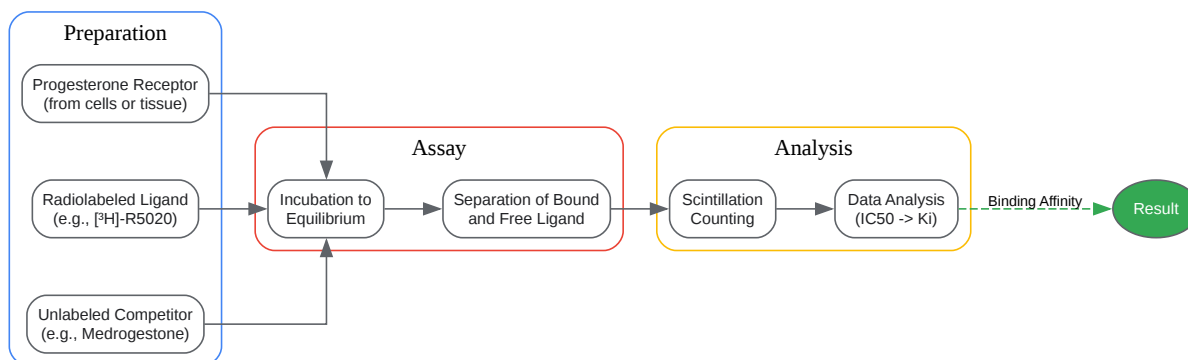 Preparation
Progesterone Receptor
(from cells or tissue)
Radiolabeled Ligand
(e.g., [³H]-R5020)
Unlabeled Competitor
(e.g., Medrogestone)
Assay
Incubation to
Equilibrium
Separation of Bound
and Free Ligand
Analysis
Scintillation
Counting
Data Analysis
(IC50 -> Ki)
Binding Affinity
Result